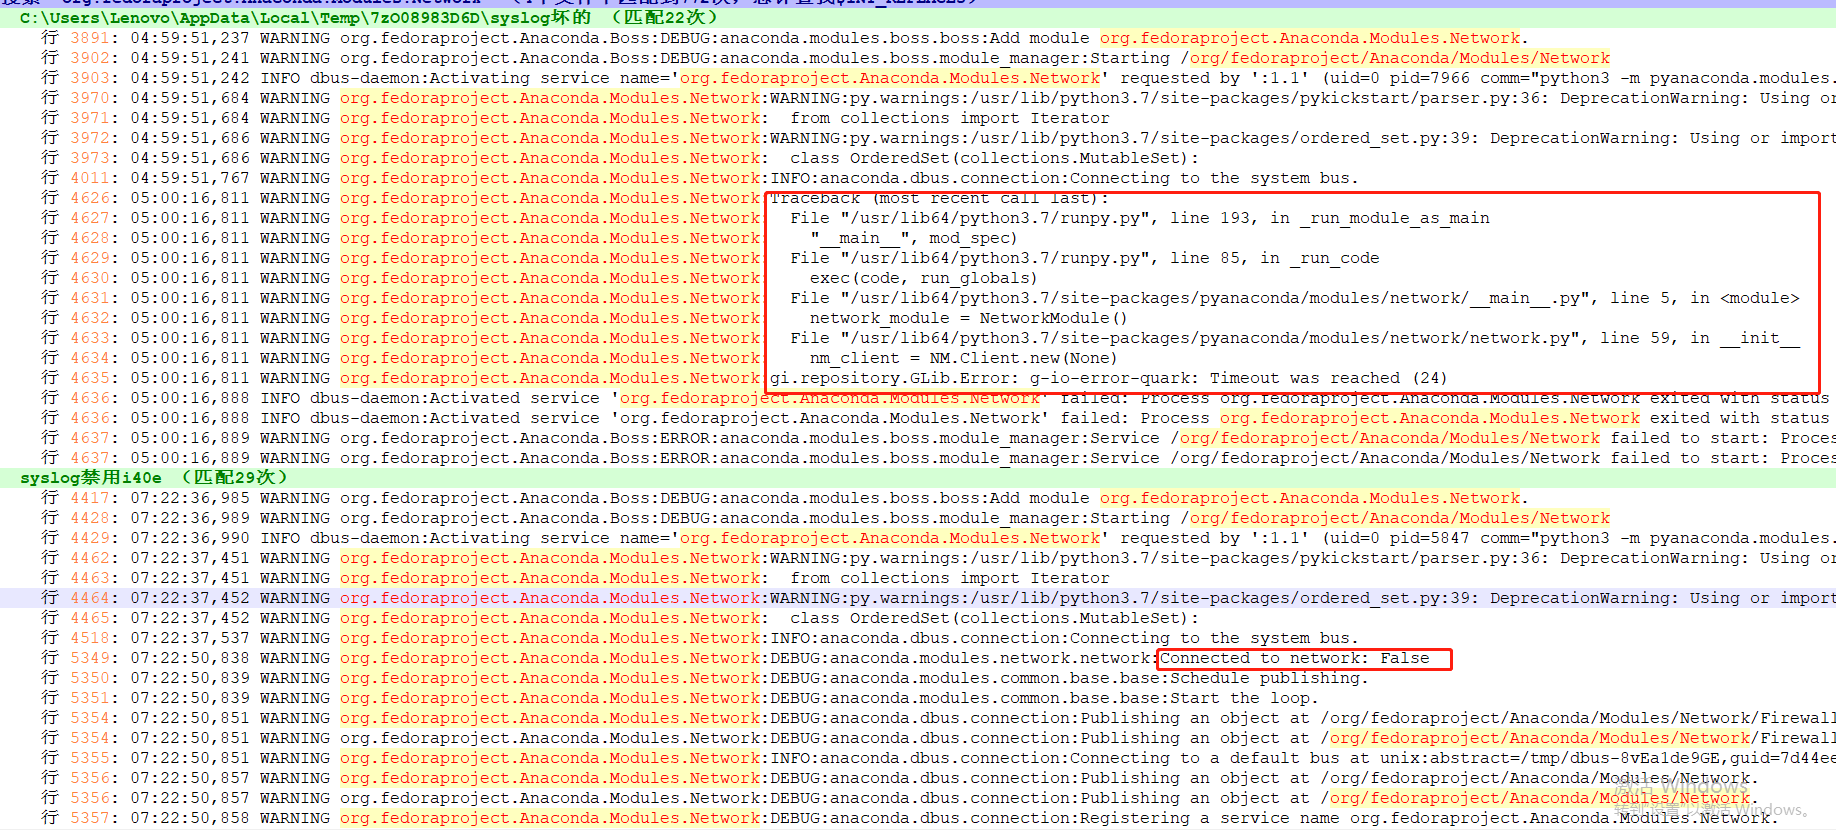 C:\Users\Lenovo\AppData\Local\Temp\7zO08983D6D\syslog坏的 (匹配22次)
行 3891: 04:59:51,237 WARNING org.fedoraproject.Anaconda.Boss:DEBUG:anaconda.modules.boss.boss:Add module org.fedoraproject.Anaconda.Modules.Network.
行 3902: 04:59:51,241 WARNING org.fedoraproject.Anaconda.Boss:DEBUG:anaconda.modules.boss.module_manager:Starting /org/fedoraproject/Anaconda/Modules/Network
行 3903: 04:59:51,242 INFO dbus-daemon:Activating service name='org.fedoraproject.Anaconda.Modules.Network' requested by ':1.1' (uid=0 pid=7966 comm="python3 -m pyanaconda.modules.
行 3970: 04:59:51,684 WARNING org.fedoraproject.Anaconda.Modules.Network:WARNING:py.warnings:/usr/lib/python3.7/site-packages/pykickstart/parser.py:36: DeprecationWarning: Using or
行 3971: 04:59:51,684 WARNING org.fedoraproject.Anaconda.Modules.Network:  from collections import Iterator
行 3972: 04:59:51,686 WARNING org.fedoraproject.Anaconda.Modules.Network:WARNING:py.warnings:/usr/lib/python3.7/site-packages/ordered_set.py:39: DeprecationWarning: Using or import
行 3973: 04:59:51,686 WARNING org.fedoraproject.Anaconda.Modules.Network:  class OrderedSet(collections.MutableSet):
行 4011: 04:59:51,767 WARNING org.fedoraproject.Anaconda.Modules.Network:INFO:anaconda.dbus.connection:Connecting to the system bus.
行 4626: 05:00:16,811 WARNING org.fedoraproject.Anaconda.Modules.Network:Traceback (most recent call last):
行 4627: 05:00:16,811 WARNING org.fedoraproject.Anaconda.Modules.Network:  File "/usr/lib64/python3.7/runpy.py", line 193, in _run_module_as_main
行 4628: 05:00:16,811 WARNING org.fedoraproject.Anaconda.Modules.Network:    "__main__", mod_spec)
行 4629: 05:00:16,811 WARNING org.fedoraproject.Anaconda.Modules.Network:  File "/usr/lib64/python3.7/runpy.py", line 85, in _run_code
行 4630: 05:00:16,811 WARNING org.fedoraproject.Anaconda.Modules.Network:    exec(code, run_globals)
行 4631: 05:00:16,811 WARNING org.fedoraproject.Anaconda.Modules.Network:  File "/usr/lib64/python3.7/site-packages/pyanaconda/modules/network/__main__.py", line 5, in <module>
行 4632: 05:00:16,811 WARNING org.fedoraproject.Anaconda.Modules.Network:    network_module = NetworkModule()
行 4633: 05:00:16,811 WARNING org.fedoraproject.Anaconda.Modules.Network:  File "/usr/lib64/python3.7/site-packages/pyanaconda/modules/network/network.py", line 59, in __init__
行 4634: 05:00:16,811 WARNING org.fedoraproject.Anaconda.Modules.Network:    nm_client = NM.Client.new(None)
行 4635: 05:00:16,811 WARNING org.fedoraproject.Anaconda.Modules.Network:gi.repository.GLib.Error: g-io-error-quark: Timeout was reached (24)
行 4636: 05:00:16,888 INFO dbus-daemon:Activated service 'org.fedoraproject.Anaconda.Modules.Network' failed: Process org.fedoraproject.Anaconda.Modules.Network exited with status
行 4636: 05:00:16,888 INFO dbus-daemon:Activated service 'org.fedoraproject.Anaconda.Modules.Network' failed: Process org.fedoraproject.Anaconda.Modules.Network exited with status
行 4637: 05:00:16,889 WARNING org.fedoraproject.Anaconda.Boss:ERROR:anaconda.modules.boss.module_manager:Service /org/fedoraproject/Anaconda/Modules/Network failed to start: Proces
行 4637: 05:00:16,889 WARNING org.fedoraproject.Anaconda.Boss:ERROR:anaconda.modules.boss.module_manager:Service /org/fedoraproject/Anaconda/Modules/Network failed to start: Proces
syslog禁用i40e (匹配29次)
行 4417: 07:22:36,985 WARNING org.fedoraproject.Anaconda.Boss:DEBUG:anaconda.modules.boss.boss:Add module org.fedoraproject.Anaconda.Modules.Network.
行 4428: 07:22:36,989 WARNING org.fedoraproject.Anaconda.Boss:DEBUG:anaconda.modules.boss.module_manager:Starting /org/fedoraproject/Anaconda/Modules/Network
行 4429: 07:22:36,990 INFO dbus-daemon:Activating service name='org.fedoraproject.Anaconda.Modules.Network' requested by ':1.1' (uid=0 pid=5847 comm="python3 -m pyanaconda.modules.
行 4462: 07:22:37,451 WARNING org.fedoraproject.Anaconda.Modules.Network:WARNING:py.warnings:/usr/lib/python3.7/site-packages/pykickstart/parser.py:36: DeprecationWarning: Using or
行 4463: 07:22:37,451 WARNING org.fedoraproject.Anaconda.Modules.Network:  from collections import Iterator
行 4464: 07:22:37,452 WARNING org.fedoraproject.Anaconda.Modules.Network:WARNING:py.warnings:/usr/lib/python3.7/site-packages/ordered_set.py:39: DeprecationWarning: Using or import
行 4465: 07:22:37,452 WARNING org.fedoraproject.Anaconda.Modules.Network:  class OrderedSet(collections.MutableSet):
行 4518: 07:22:37,537 WARNING org.fedoraproject.Anaconda.Modules.Network:INFO:anaconda.dbus.connection:Connecting to the system bus.
行 5349: 07:22:50,838 WARNING org.fedoraproject.Anaconda.Modules.Network:DEBUG:anaconda.modules.network.network:Connected to network: False
行 5350: 07:22:50,839 WARNING org.fedoraproject.Anaconda.Modules.Network:DEBUG:anaconda.modules.common.base.base:Schedule publishing.
行 5351: 07:22:50,839 WARNING org.fedoraproject.Anaconda.Modules.Network:DEBUG:anaconda.modules.common.base.base:Start the loop.
行 5354: 07:22:50,851 WARNING org.fedoraproject.Anaconda.Modules.Network:DEBUG:anaconda.dbus.connection:Publishing an object at /org/fedoraproject/Anaconda/Modules/Network/Firewall
行 5354: 07:22:50,851 WARNING org.fedoraproject.Anaconda.Modules.Network:DEBUG:anaconda.dbus.connection:Publishing an object at /org/fedoraproject/Anaconda/Modules/Network/Firewall
行 5355: 07:22:50,851 WARNING org.fedoraproject.Anaconda.Modules.Network:INFO:anaconda.dbus.connection:Connecting to a default bus at unix:abstract=/tmp/dbus-8vEa1de9GE,guid=7d44ee
行 5356: 07:22:50,857 WARNING org.fedoraproject.Anaconda.Modules.Network:DEBUG:anaconda.dbus.connection:Publishing an object at /org/fedoraproject/Anaconda/Modules/Network.
行 5356: 07:22:50,857 WARNING org.fedoraproject.Anaconda.Modules.Network:DEBUG:anaconda.dbus.connection:Publishing an object at /org/fedoraproject/Anaconda/Modules/Network.
行 5357: 07:22:50,858 WARNING org.fedoraproject.Anaconda.Modules.Network:DEBUG:anaconda.dbus.connection:Registering a service name org.fedoraproject.Anaconda.Modules.Network.
激活 Windows
转到"设置"以激活 Windows。